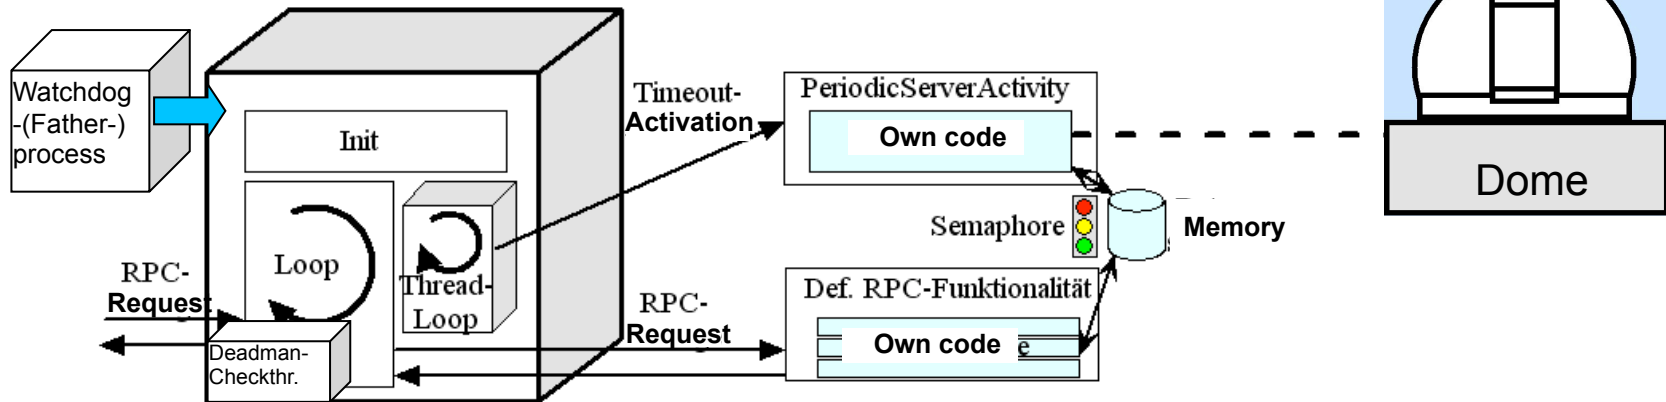 Watchdog
-(Father-)
process
Init
Loop
Thread-
Loop
RPC-
Request
Deadman-
Checkthr.
Timeout-
Activation
RPC-
Request
PeriodicServerActivity
Own code
Semaphore
Memory
Def. RPC-Funktionalität
Own code
Dome